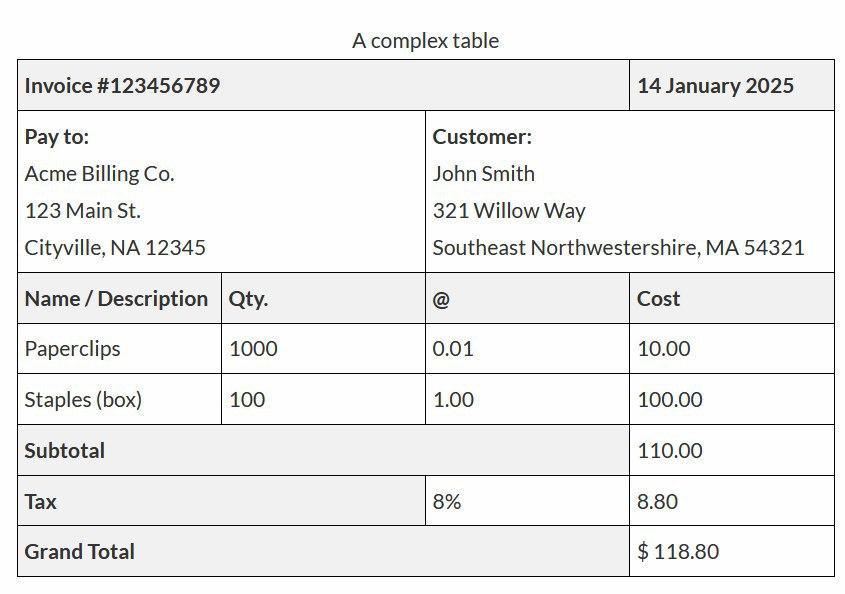 A complex table
Invoice #123456789 14 January 2025
Pay to: Customer:
Acme Billing Co. John Smith
123 Main St. 321 Willow Way
Cityville, NA 12345 Southeast Northwestershire, MA 54321
Name / Description Qty. @ Cost
Paperclips 1000 0.01 10.00
Staples (box) 100 1.00 100.00
Subtotal 110.00
Tax 8% 8.80
Grand Total $ 118.80